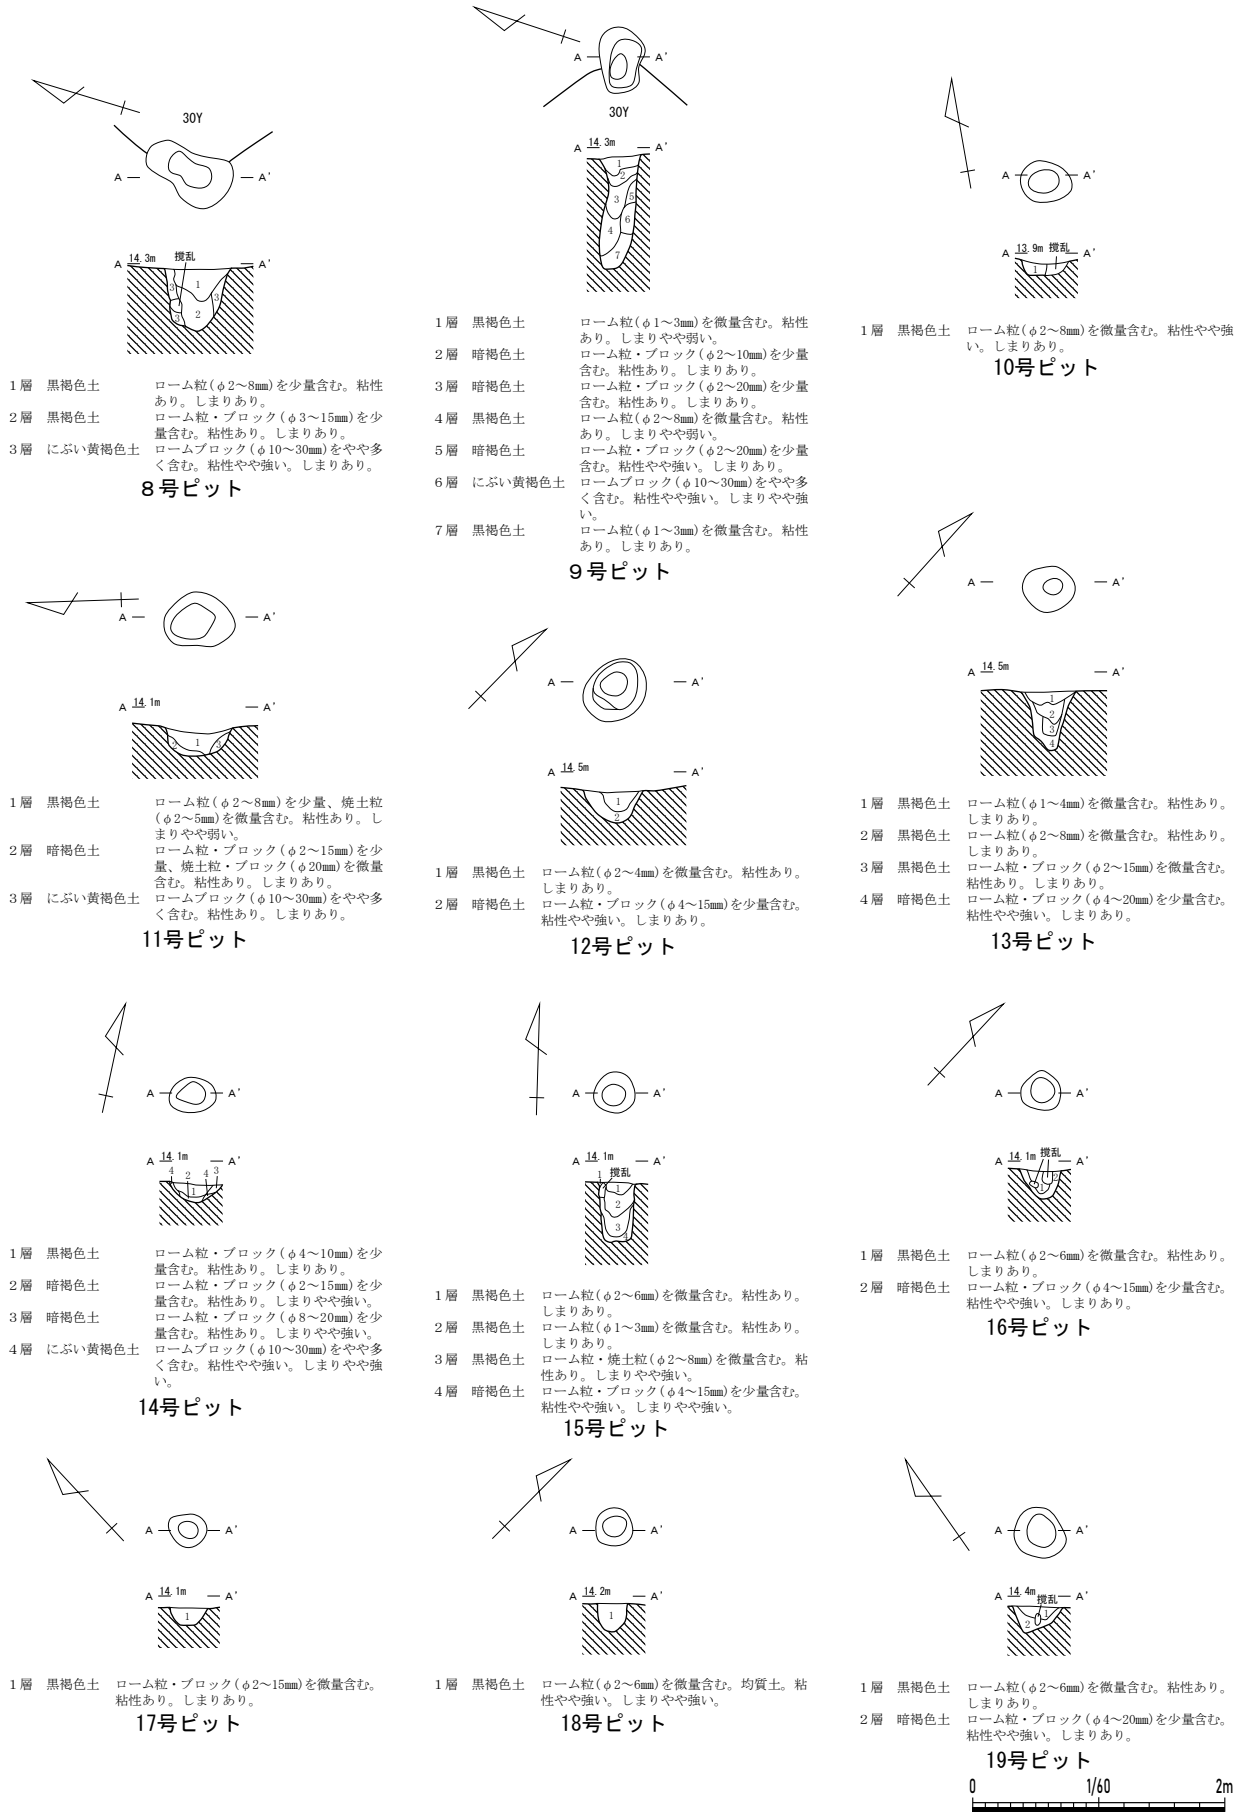 30Y
A A'
A 14.3m 撹乱 A'
1
3
3
2
3
1層 黒褐色土 ローム粒(φ2～8㎜)を少量含む。粘性
あり。しまりあり。
2層 黒褐色土 ローム粒・ブロック(φ3～15㎜)を少
量含む。粘性あり。しまりあり。
3層 にぶい黄褐色土 ロームブロック(φ10～30㎜)をやや多
く含む。粘性やや強い。しまりあり。
8号ピット
A A'
30Y
A 14.3m A'
1
2
3 5
6
4
7
1層 黒褐色土 ローム粒(φ1～3㎜)を微量含む。粘性
あり。しまりやや弱い。
2層 暗褐色土 ローム粒・ブロック(φ2～10㎜)を少量
含む。粘性あり。しまりあり。
3層 暗褐色土 ローム粒・ブロック(φ2～20㎜)を少量
含む。粘性あり。しまりあり。
4層 黒褐色土 ローム粒(φ2～8㎜)を微量含む。粘性
あり。しまりやや弱い。
5層 暗褐色土 ローム粒・ブロック(φ2～20㎜)を少量
含む。粘性やや強い。しまりあり。
6層 にぶい黄褐色土 ロームブロック(φ10～30㎜)をやや多
く含む。粘性やや強い。しまりやや強
い。
7層 黒褐色土 ローム粒(φ1～3㎜)を微量含む。粘性
あり。しまりあり。
9号ピット
A A'
A 13.9m 撹乱 A'
1
1層 黒褐色土 ローム粒(φ2～8㎜)を微量含む。粘性やや強
い。しまりあり。
10号ピット
A A'
A 14.1m A'
2 1 3
1層 黒褐色土 ローム粒(φ2～8㎜)を少量、焼土粒
(φ2～5㎜)を微量含む。粘性あり。し
まりやや弱い。
2層 暗褐色土 ローム粒・ブロック(φ2～15㎜)を少
量、焼土粒・ブロック(φ20㎜)を微量
含む。粘性あり。しまりあり。
3層 にぶい黄褐色土 ロームブロック(φ10～30㎜)をやや多
く含む。粘性あり。しまりあり。
11号ピット
A A'
A 14.5m A'
1
2
1層 黒褐色土 ローム粒(φ2～4㎜)を微量含む。粘性あり。
しまりあり。
2層 暗褐色土 ローム粒・ブロック(φ4～15㎜)を少量含む。
粘性やや強い。しまりあり。
12号ピット
A A'
A 14.5m A'
1
2
3
4
1層 黒褐色土 ローム粒(φ1～4㎜)を微量含む。粘性あり。
しまりあり。
2層 黒褐色土 ローム粒(φ2～8㎜)を微量含む。粘性あり。
しまりあり。
3層 黒褐色土 ローム粒・ブロック(φ2～15㎜)を微量含む。
粘性あり。しまりあり。
4層 暗褐色土 ローム粒・ブロック(φ4～20㎜)を少量含む。
粘性やや強い。しまりあり。
13号ピット
A A'
A 14.1m A'
4 2 4 3
1
1層 黒褐色土 ローム粒・ブロック(φ4～10㎜)を少
量含む。粘性あり。しまりあり。
2層 暗褐色土 ローム粒・ブロック(φ2～15㎜)を少
量含む。粘性あり。しまりやや強い。
3層 暗褐色土 ローム粒・ブロック(φ8～20㎜)を少
量含む。粘性あり。しまりやや強い。
4層 にぶい黄褐色土 ロームブロック(φ10～30㎜)をやや多
く含む。粘性やや強い。しまりやや強
い。
14号ピット
A A'
A 14.1m A'
1 撹乱
1
2
3
4
1層 黒褐色土 ローム粒(φ2～6㎜)を微量含む。粘性あり。
しまりあり。
2層 黒褐色土 ローム粒(φ1～3㎜)を微量含む。粘性あり。
しまりあり。
3層 黒褐色土 ローム粒・焼土粒(φ2～8㎜)を微量含む。粘
性あり。しまりやや強い。
4層 暗褐色土 ローム粒・ブロック(φ4～15㎜)を少量含む。
粘性やや強い。しまりやや強い。
15号ピット
A A'
A 14.1m 撹乱 A'
1 2
1層 黒褐色土 ローム粒(φ2～6㎜)を微量含む。粘性あり。
しまりあり。
2層 暗褐色土 ローム粒・ブロック(φ4～15㎜)を少量含む。
粘性やや強い。しまりあり。
16号ピット
A A'
A 14.1m A'
1
1層 黒褐色土 ローム粒・ブロック(φ2～15㎜)を微量含む。
粘性あり。しまりあり。
17号ピット
A A'
A 14.2m A'
1
1層 黒褐色土 ローム粒(φ2～6㎜)を微量含む。均質土。粘
性やや強い。しまりやや強い。
18号ピット
A A'
A 14.4m 撹乱 A'
2 1
1層 黒褐色土 ローム粒(φ2～6㎜)を微量含む。粘性あり。
しまりあり。
2層 暗褐色土 ローム粒・ブロック(φ4～20㎜)を少量含む。
粘性やや強い。しまりあり。
19号ピット
0 1/60 2m